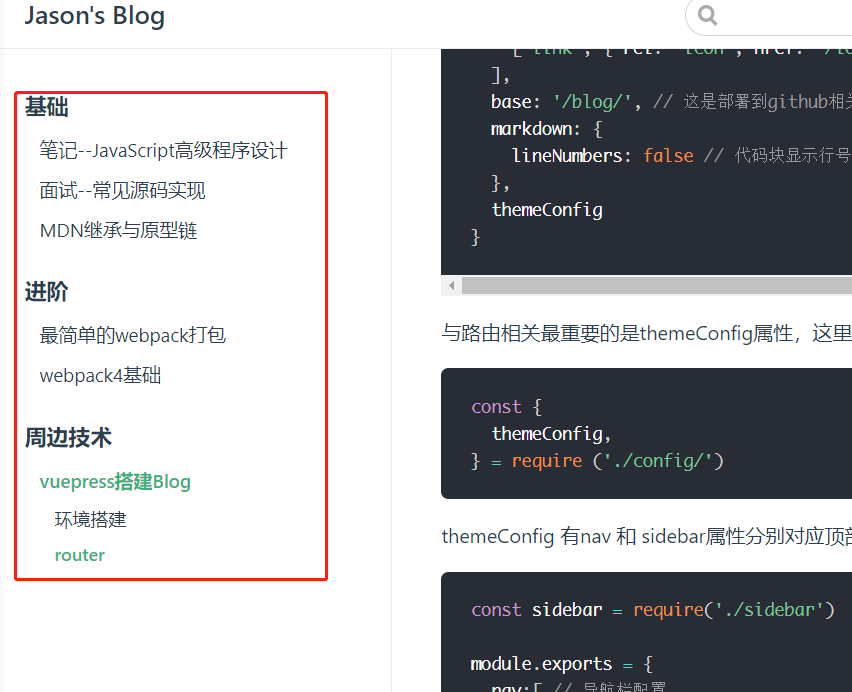 Jason's Blog
基础
笔记--JavaScript高级程序设计
面试--常见源码实现
MDN继承与原型链
进阶
最简单的webpack打包
webpack4基础
周边技术
vuepress搭建Blog
环境搭建
router
],
base: '/blog/', // 这是部署到github相关
markdown: {
lineNumbers: false // 代码块显示行号
},
themeConfig
}
与路由相关最重要的是themeConfig属性，这里
const {
themeConfig,
} = require ('./config/')
themeConfig 有nav 和 sidebar属性分别对应顶部
const sidebar = require('./sidebar')
module.exports = {
nav:[ // 导航栏配置